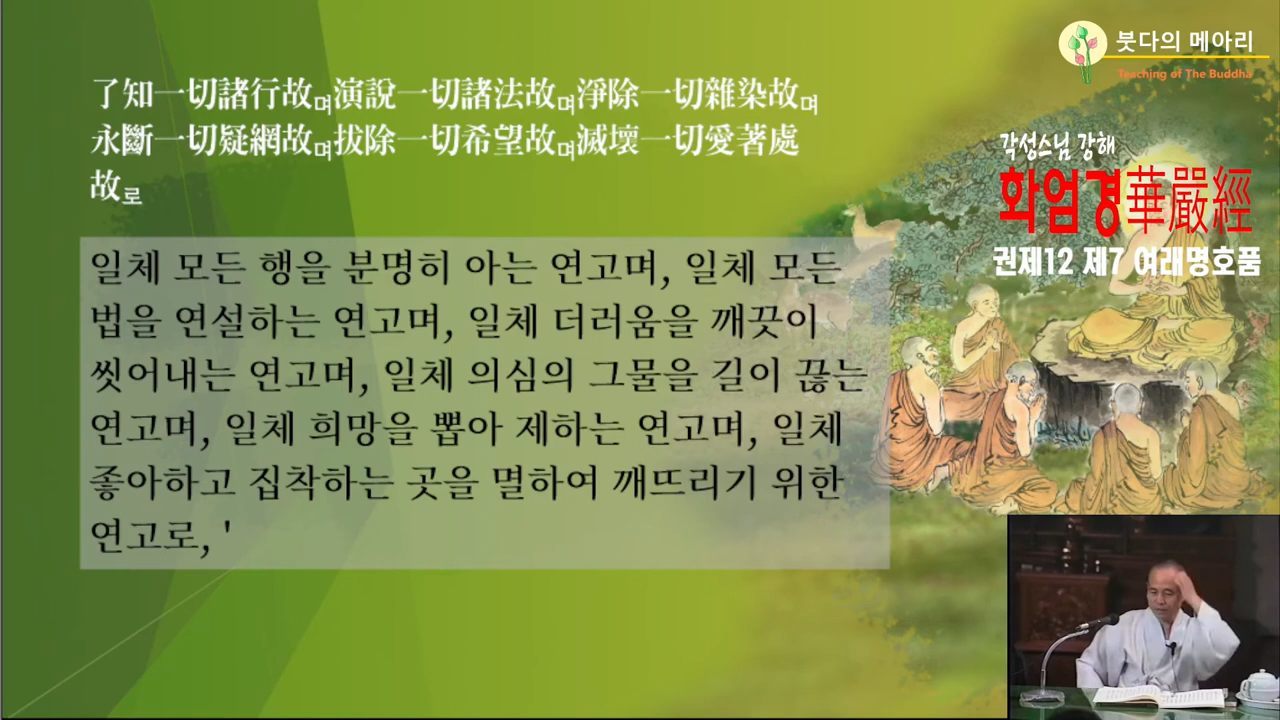 了知一切諸行故며演說一切諸法故며淨除一切雜染故며
永斷一切疑網故며拔除一切希望故며滅壞一切愛著處
故로
일체 모든 행을 분명히 아는 연고며, 일체 모든
법을 연설하는 연고며, 일체 더러움을 깨끗이
씻어내는 연고며, 일체 의심의 그물을 길이 끊는
연고며, 일체 희망을 뽑아 제하는 연고며, 일체
좋아하고 집착하는 곳을 멸하여 깨뜨리기 위한
연고로, '
붓다의 메아리
Teaching of The Buddha
각성스님 강해
화엄경華嚴經
권제12 제7 여래명호품